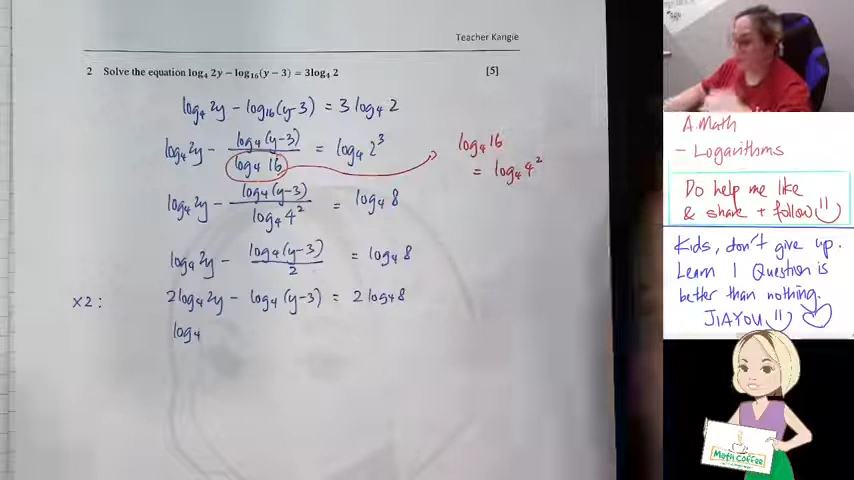 Teacher Kangie
2 Solve the equation log₄ 2y − log₁₆(y − 3) = 3log₄ 2 [5]
log₄ 2y − log₁₆(y−3) = 3 log₄ 2
log₄ 2y − log₄(y−3) / log₄ 16 = log₄ 2³
log₄ 2y − log₄(y−3) / log₄ 4² = log₄ 8
log₄ 2y − log₄(y−3) / 2 = log₄ 8
×2: 2log₄ 2y − log₄(y−3) = 2 log₄ 8
log₄
log₄ 16
= log₄ 4²
A.Math
- Logarithms
Do help me like
& share + follow
Kids, don't give up.
Learn 1 Question is
better than nothing.
JIAYOU
Math Coffee